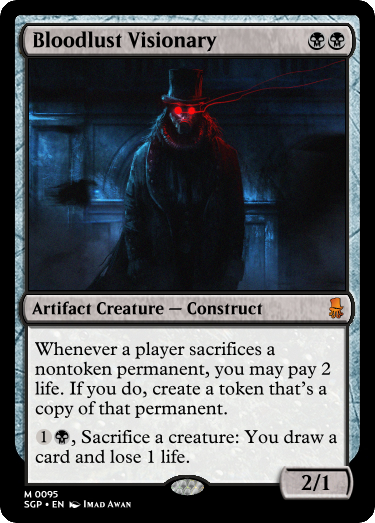 Bloodlust Visionary
Artifact Creature — Construct
Whenever a player sacrifices a
nontoken permanent, you may pay 2
life. If you do, create a token that's a
copy of that permanent.
1, Sacrifice a creature: You draw a
card and lose 1 life.
2/1
M 0095
SGP • EN Imad Awan